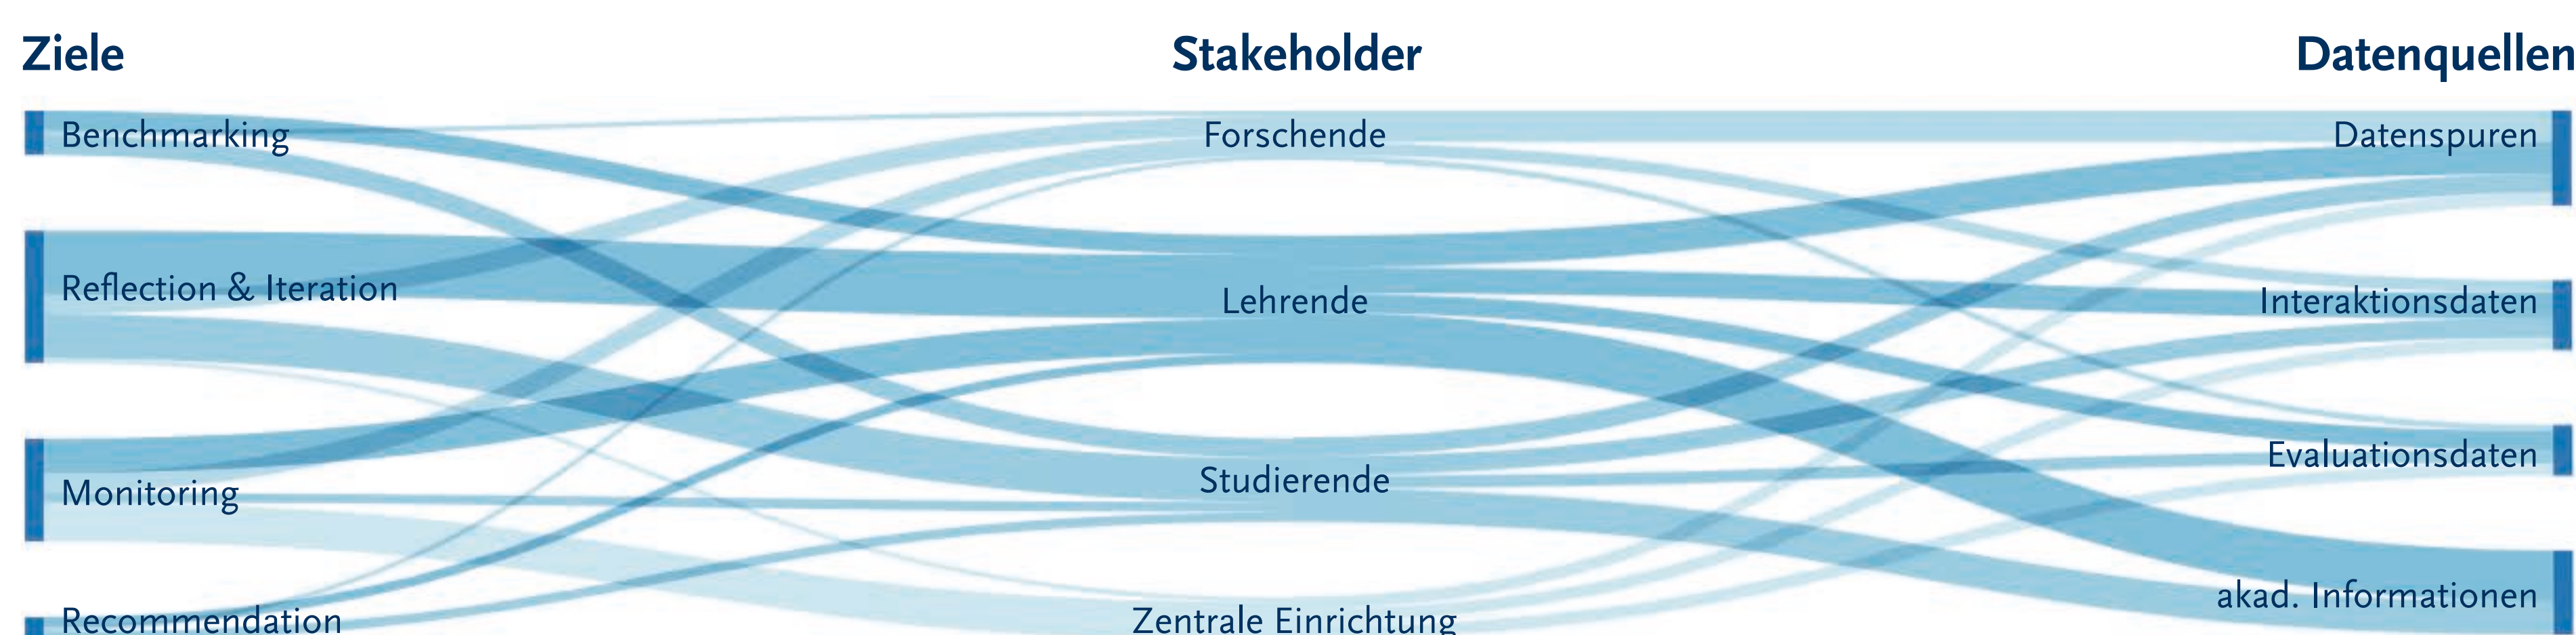 Ziele Stakeholder Datenquellen
Benchmarking Forschende Datenspuren
Reflection & Iteration Lehrende Interaktionsdaten
Monitoring Studierende Evaluationsdaten
Recommendation Zentrale Einrichtung akad. Informationen